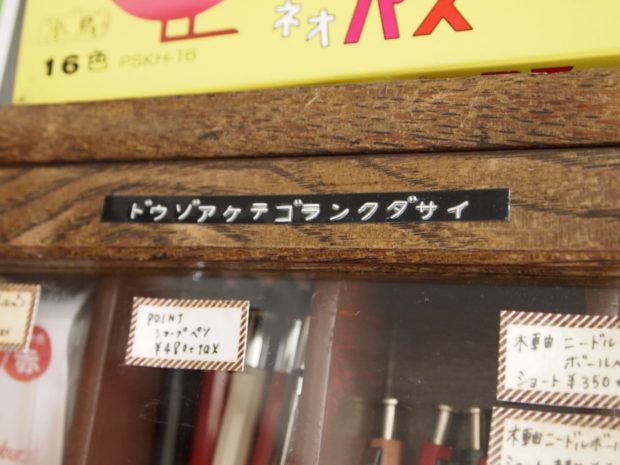 ネオパス
16色 PSKH-16
ドウゾアケテゴランクダサイ
POINT
シャープペン
¥480+tax
木軸 ニードル
ボール
ショート ¥350
木軸ニードルボール
赤